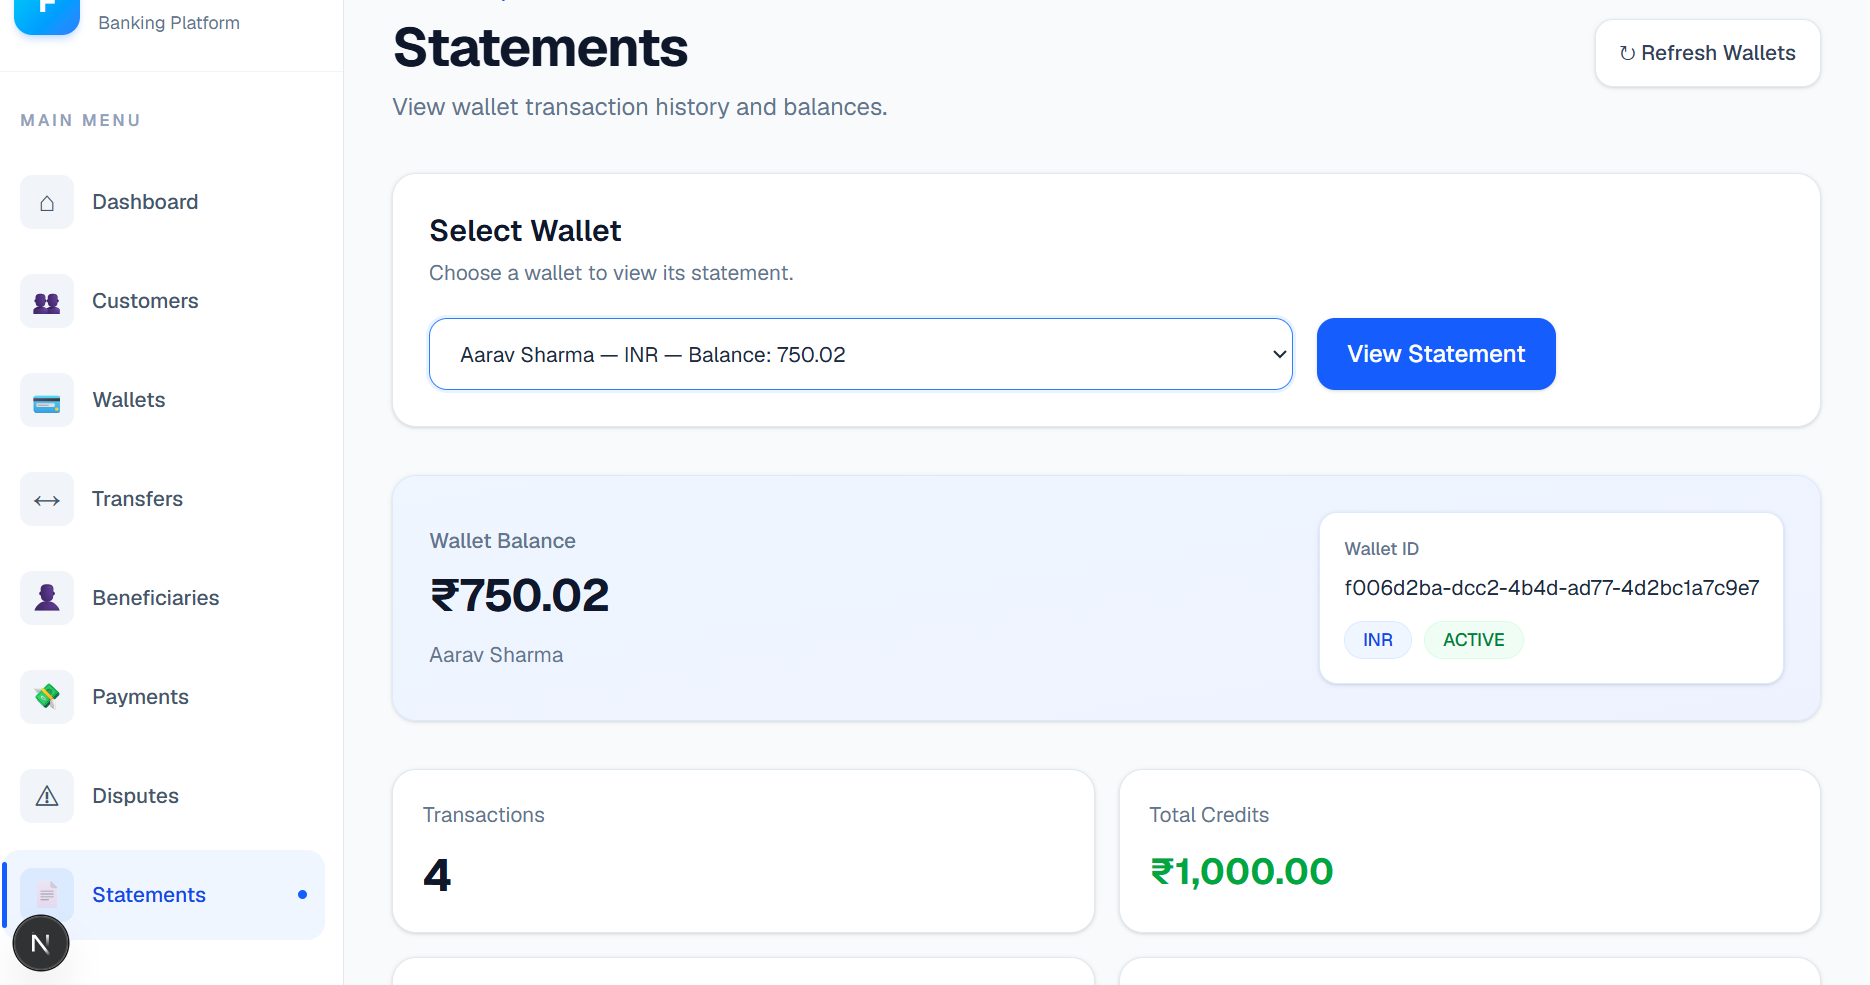 Banking Platform
MAIN MENU
Dashboard
Customers
Wallets
Transfers
Beneficiaries
Payments
Disputes
Statements
N
Statements
↻ Refresh Wallets
View wallet transaction history and balances.
Select Wallet
Choose a wallet to view its statement.
Aarav Sharma — INR — Balance: 750.02
View Statement
Wallet Balance
₹750.02
Aarav Sharma
Wallet ID
f006d2ba-dcc2-4b4d-ad77-4d2bc1a7c9e7
INR
ACTIVE
Transactions
4
Total Credits
₹1,000.00